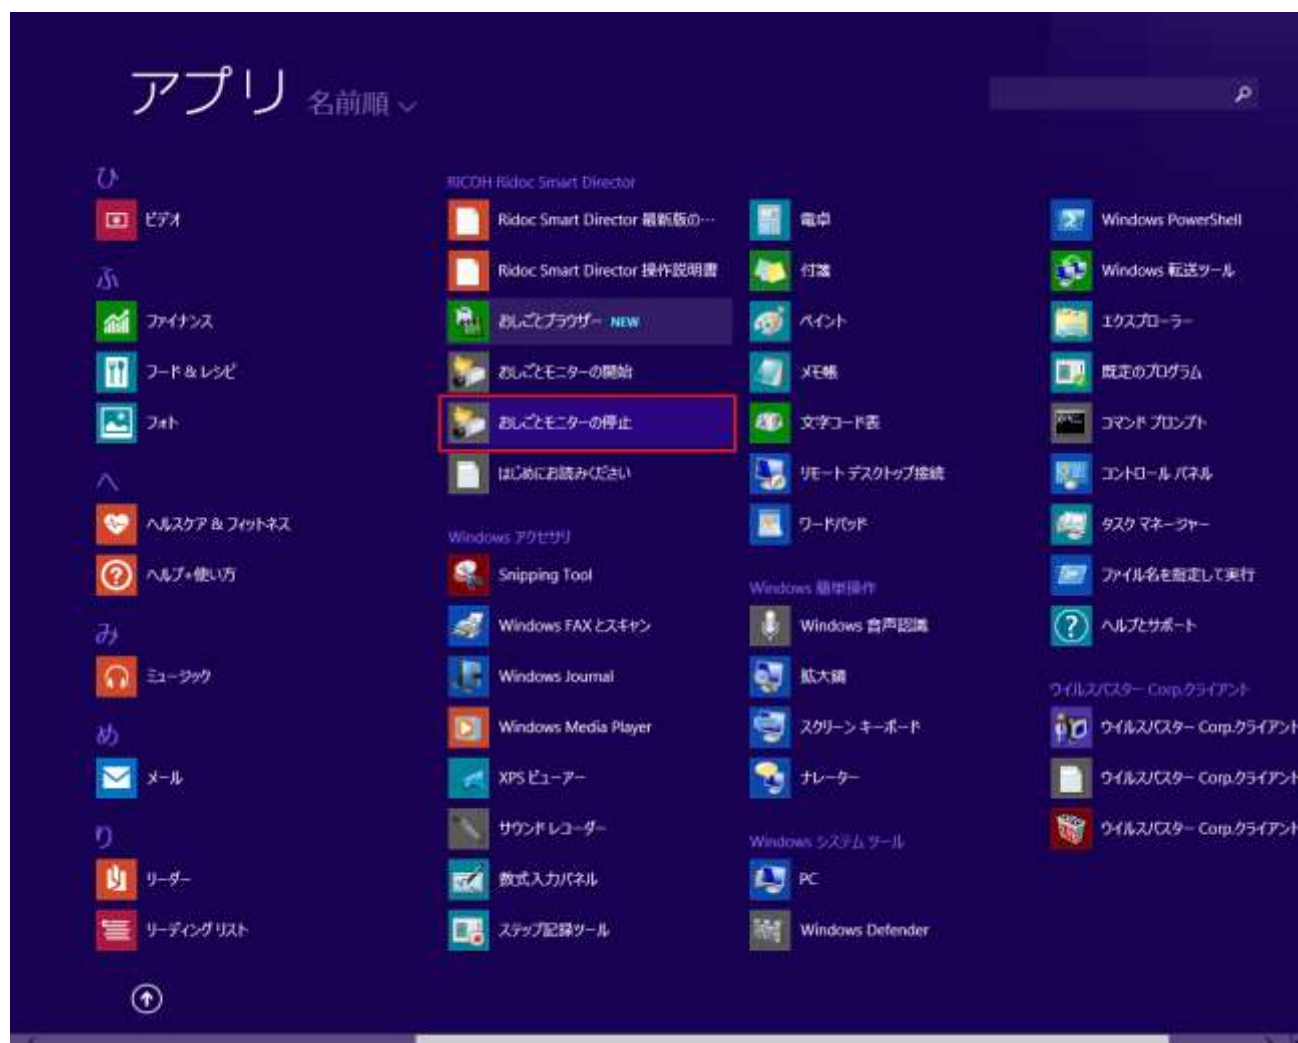 アプリ 名前順
ひ
ビデオ
ふ
ファイナンス
フード & レシピ
フォト
へ
ヘルスケア & フィットネス
ヘルプ+使い方
み
ミュージック
め
メール
り
リーダー
リーディング リスト
RICOH Ridoc Smart Director
Ridoc Smart Director 最新版の…
Ridoc Smart Director 操作説明書
おしごとブラウザー NEW
おしごとモニターの開始
おしごとモニターの停止
はじめにお読みください
Windows アクセサリ
Snipping Tool
Windows FAX とスキャン
Windows Journal
Windows Media Player
XPS ビューアー
サウンド レコーダー
数式入力パネル
ステップ記録ツール
電卓
付箋
ペイント
メモ帳
文字コード表
リモート デスクトップ接続
ワードパッド
Windows 簡単操作
Windows 音声認識
拡大鏡
スクリーン キーボード
ナレーター
Windows システム ツール
PC
Windows Defender
Windows PowerShell
Windows 転送ツール
エクスプローラー
既定のプログラム
コマンド プロンプト
コントロール パネル
タスク マネージャー
ファイル名を指定して実行
ヘルプとサポート
ウイルスバスター Corp.クライアント
ウイルスバスター Corp.クライアント
ウイルスバスター Corp.クライアント
ウイルスバスター Corp.クライアント